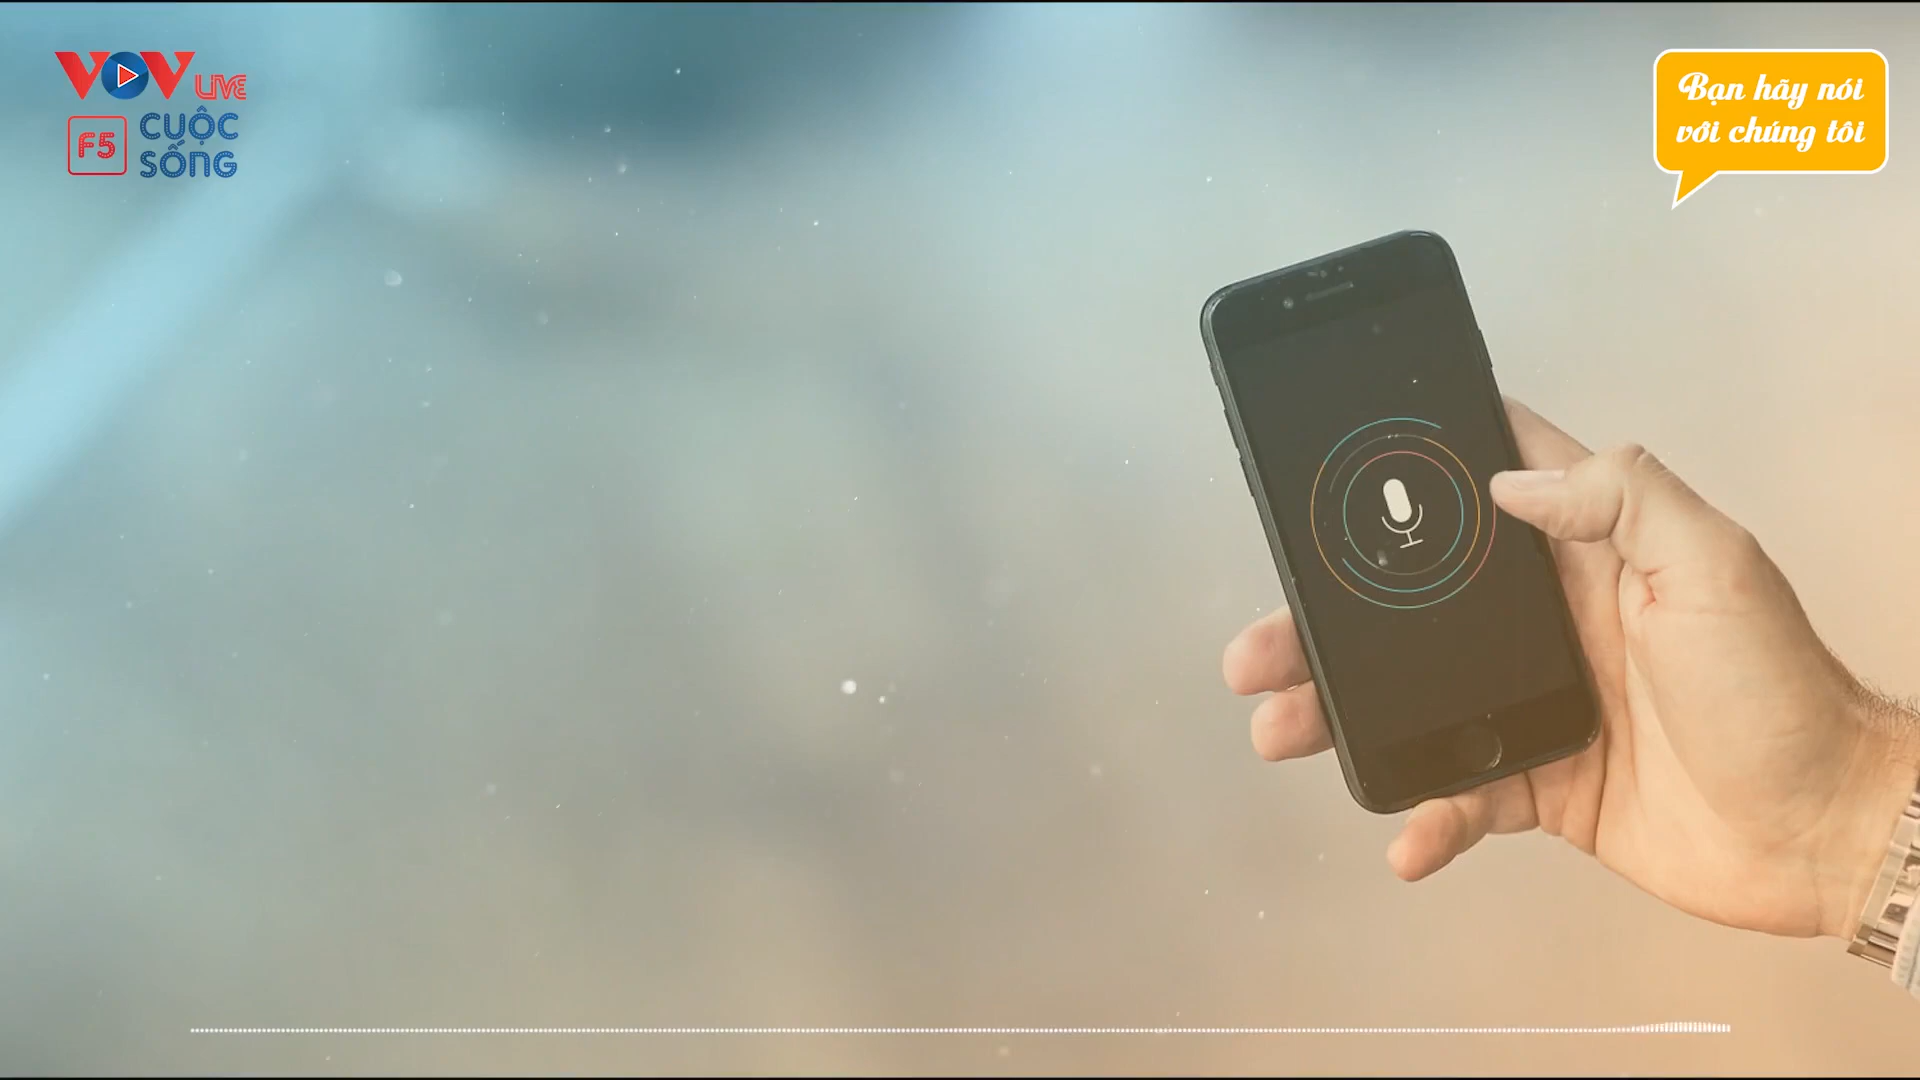 VOV LIVE
F5 CUỘC
SỐNG
Bạn hãy nói
với chúng tôi